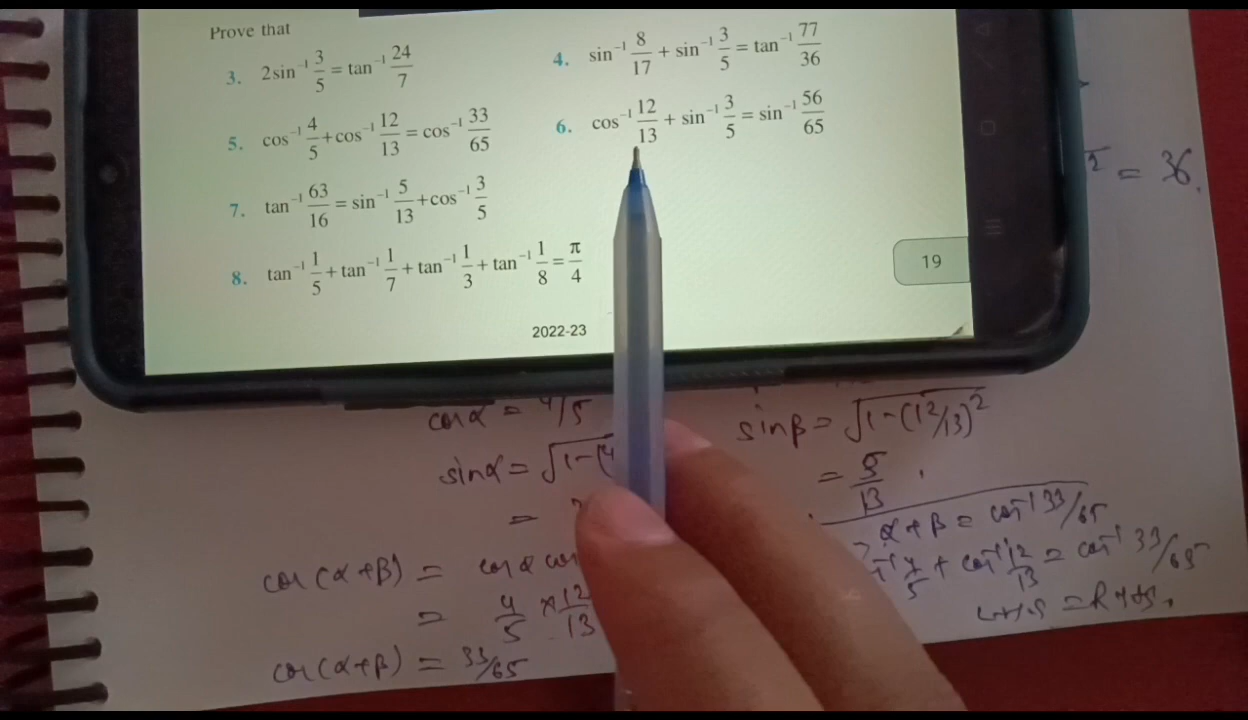 Prove that
3. 2sin⁻¹ 3/5 = tan⁻¹ 24/7
4. sin⁻¹ 8/17 + sin⁻¹ 3/5 = tan⁻¹ 77/36
5. cos⁻¹ 4/5 + cos⁻¹ 12/13 = cos⁻¹ 33/65
6. cos⁻¹ 12/13 + sin⁻¹ 3/5 = sin⁻¹ 56/65
7. tan⁻¹ 63/16 = sin⁻¹ 5/13 + cos⁻¹ 3/5
8. tan⁻¹ 1/5 + tan⁻¹ 1/7 + tan⁻¹ 1/3 + tan⁻¹ 1/8 = π/4
19
2022-23
= 36.
cosα = 4/5
sinα = √1-(4
=
cos(α+β) = cosα cos
= 4/5 × 12/13
cos(α+β) = 33/65
sinβ = √1-(12/13)²
= 5/13
α+β = cos⁻¹ 33/65
4/5 + cos⁻¹ 12/13 = cos⁻¹ 33/65
L.H.S = R.H.S.